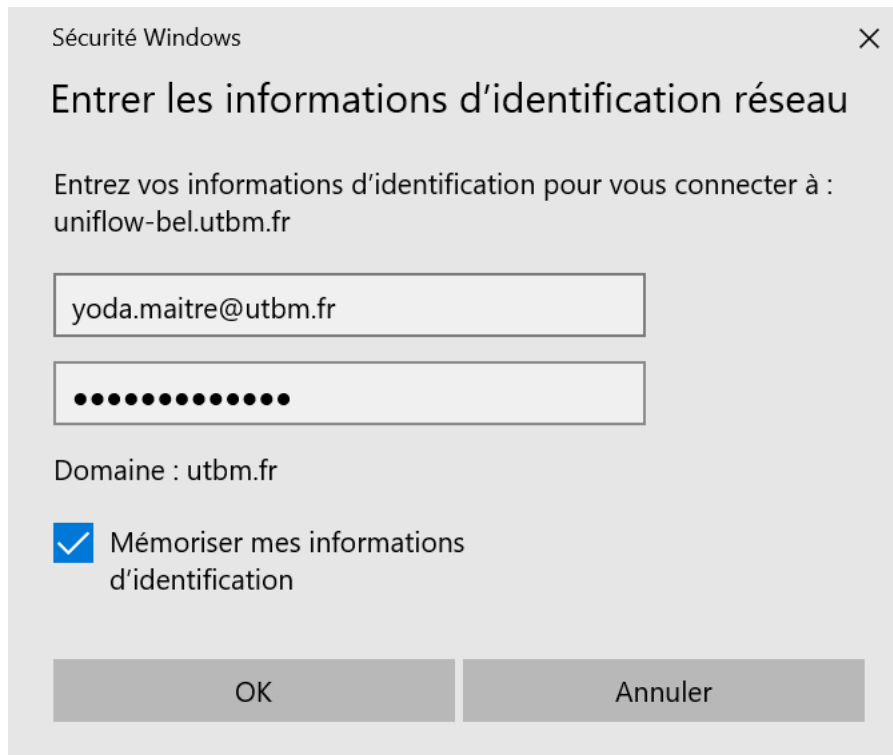 Sécurité Windows
Entrer les informations d’identification réseau
Entrez vos informations d’identification pour vous connecter à :
uniflow-bel.utbm.fr
yoda.maitre@utbm.fr
●●●●●●●●●●●●●
Domaine : utbm.fr
Mémoriser mes informations
d’identification
OK
Annuler